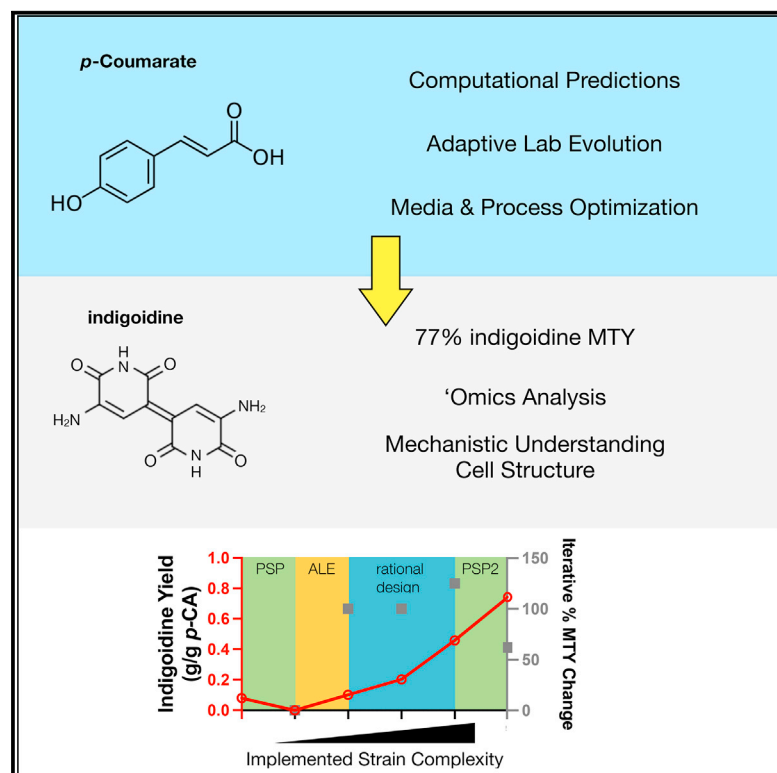 p-Coumarate
O
OH
HO
Computational Predictions
Adaptive Lab Evolution
Media & Process Optimization
indigoidine
H
N
O
O
H₂N
NH₂
O
N
H
O
77% indigoidine MTY
‘Omics Analysis
Mechanistic Understanding
Cell Structure
Indigoidine Yield
(g/g p-CA)
1.0
0.8
0.6
0.4
0.2
0.0
PSP
ALE
rational
design
PSP2
150
100
50
0
Iterative %
MTY Change
Implemented Strain Complexity